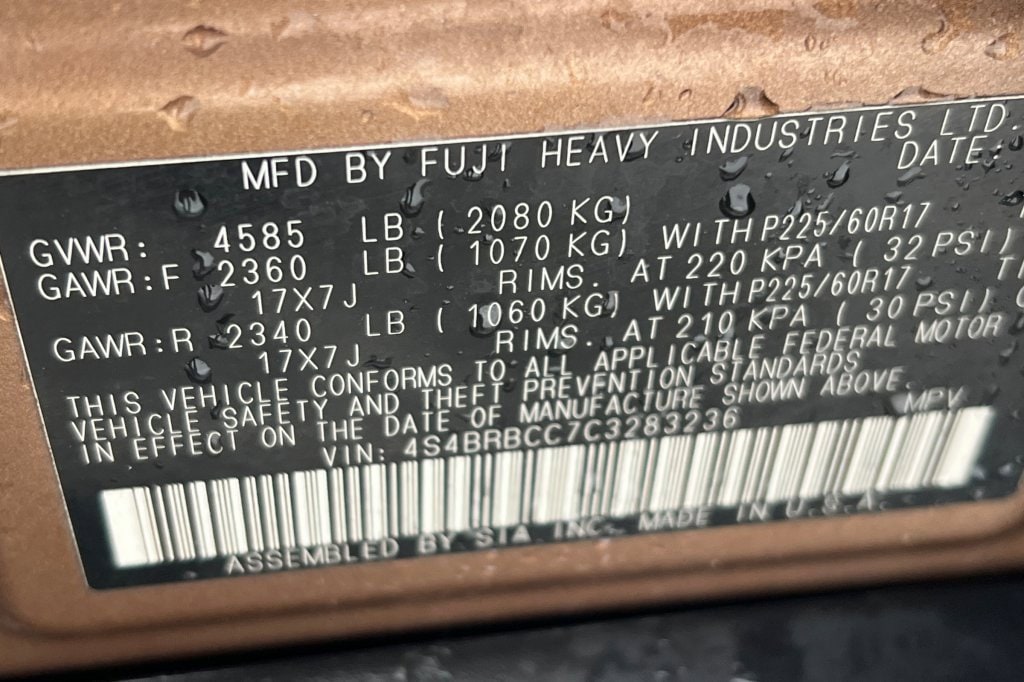 MFD BY FUJI HEAVY INDUSTRIES LTD.
DATE:
GVWR: 4585 LB ( 2080 KG)
GAWR:F 2360 LB ( 1070 KG) WITH P225/60R17
17X7J RIMS. AT 220 KPA ( 32 PSI)
GAWR:R 2340 LB ( 1060 KG) WITH P225/60R17
17X7J RIMS. AT 210 KPA ( 30 PSI)
THIS VEHICLE CONFORMS TO ALL APPLICABLE FEDERAL MOTOR
VEHICLE SAFETY AND THEFT PREVENTION STANDARDS
IN EFFECT ON THE DATE OF MANUFACTURE SHOWN ABOVE.
VIN: 4S4BRBCC7C3283236 MPV
ASSEMBLED BY SIA INC. MADE IN U.S.A.